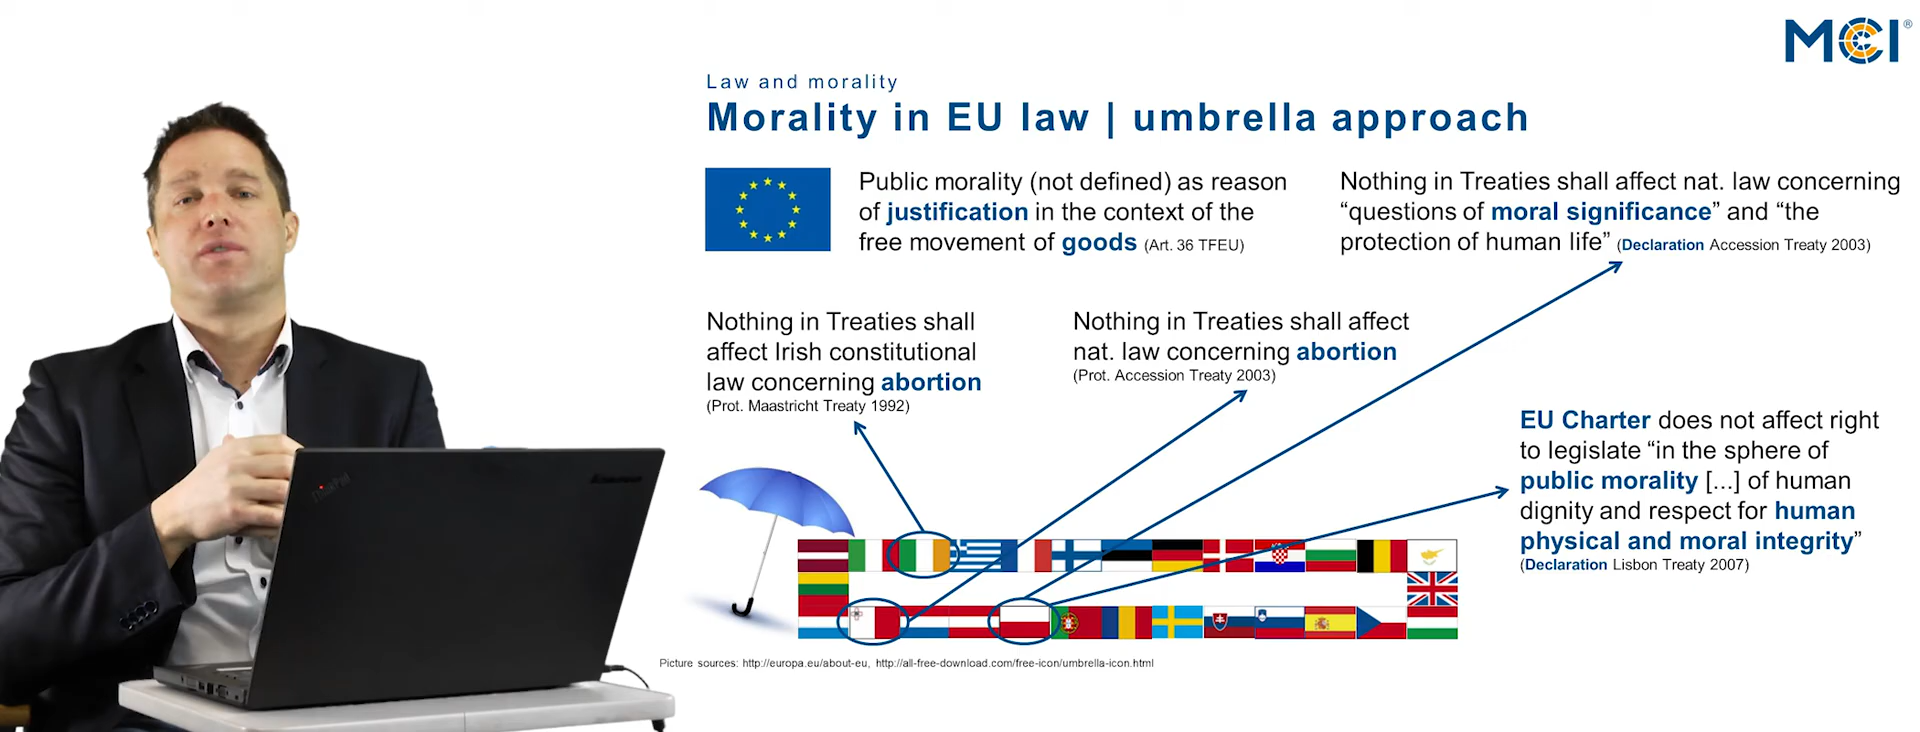 MCI®
Law and morality
Morality in EU law | umbrella approach
Public morality (not defined) as reason
of justification in the context of the
free movement of goods (Art. 36 TFEU)
Nothing in Treaties shall affect nat. law concerning
“questions of moral significance” and “the
protection of human life” (Declaration Accession Treaty 2003)
Nothing in Treaties shall
affect Irish constitutional
law concerning abortion
(Prot. Maastricht Treaty 1992)
Nothing in Treaties shall affect
nat. law concerning abortion
(Prot. Accession Treaty 2003)
EU Charter does not affect right
to legislate “in the sphere of
public morality [...] of human
dignity and respect for human
physical and moral integrity”
(Declaration Lisbon Treaty 2007)
ThinkPad
Lenovo
Picture sources: http://europa.eu/about-eu, http://all-free-download.com/free-icon/umbrella-icon.html